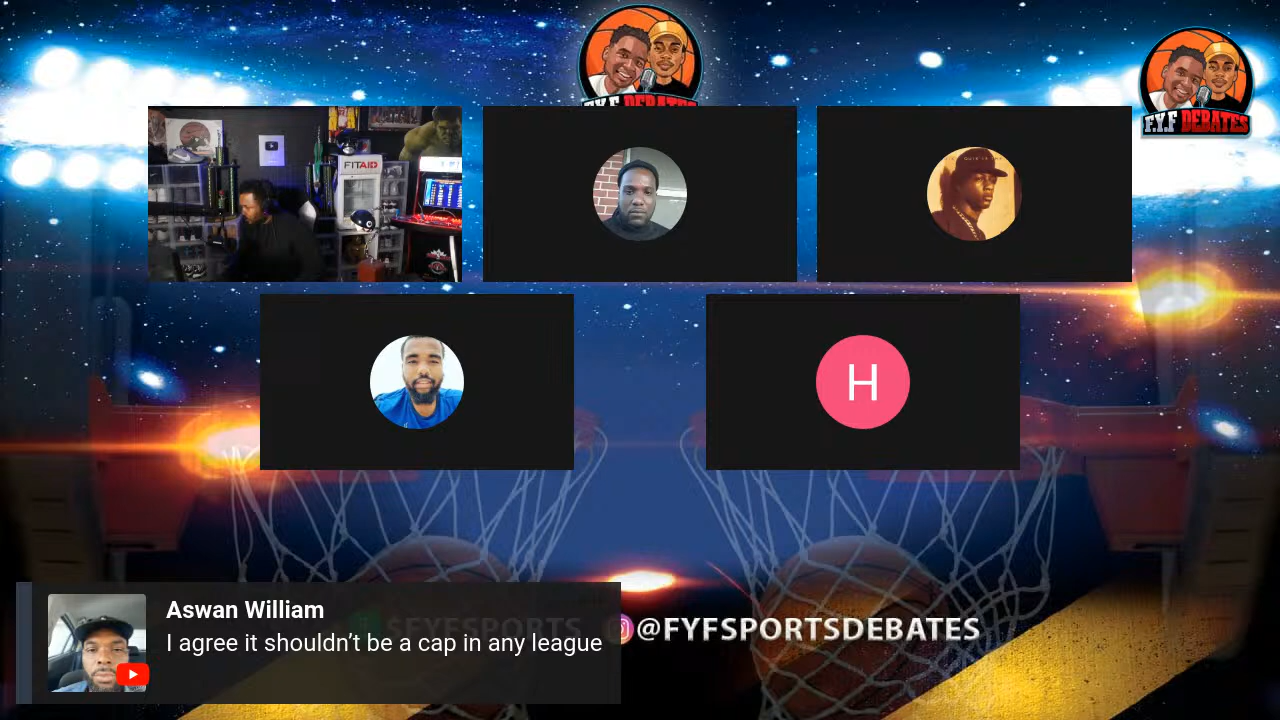 F.Y.F DEBATES
F.Y.F DEBATES
FITAID
H
Aswan William
I agree it shouldn't be a cap in any league
@FYFSPORTSDEBATES